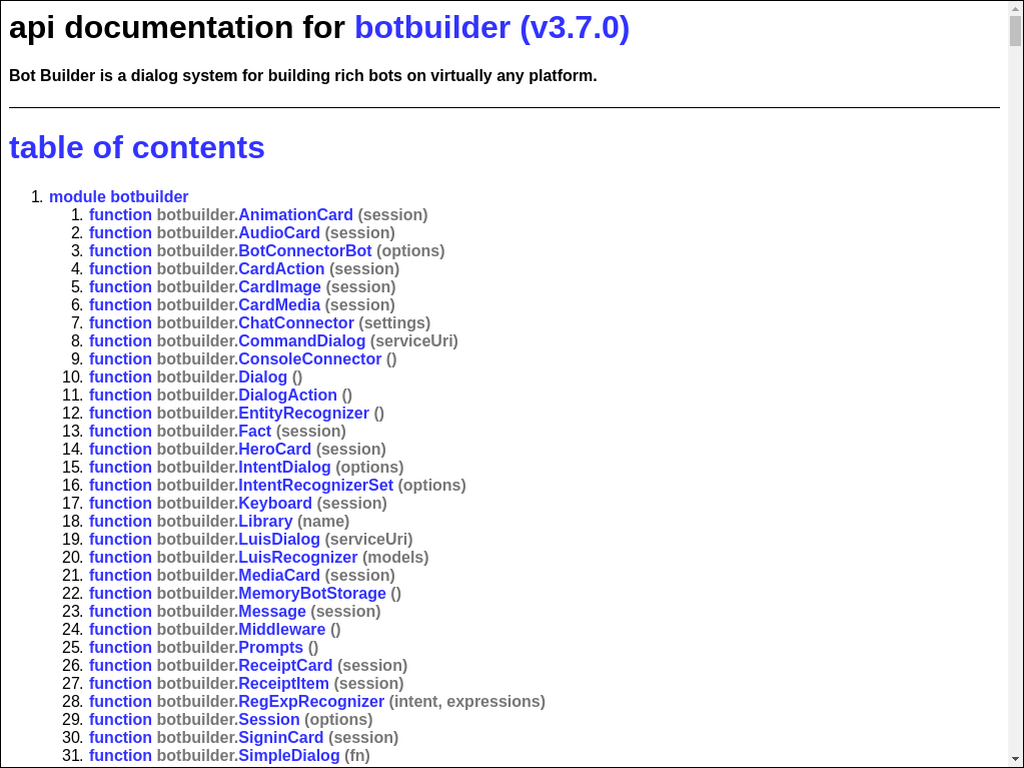 api documentation for botbuilder (v3.7.0)
Bot Builder is a dialog system for building rich bots on virtually any platform.
table of contents
1. module botbuilder
1. function botbuilder.AnimationCard (session)
2. function botbuilder.AudioCard (session)
3. function botbuilder.BotConnectorBot (options)
4. function botbuilder.CardAction (session)
5. function botbuilder.CardImage (session)
6. function botbuilder.CardMedia (session)
7. function botbuilder.ChatConnector (settings)
8. function botbuilder.CommandDialog (serviceUri)
9. function botbuilder.ConsoleConnector ()
10. function botbuilder.Dialog ()
11. function botbuilder.DialogAction ()
12. function botbuilder.EntityRecognizer ()
13. function botbuilder.Fact (session)
14. function botbuilder.HeroCard (session)
15. function botbuilder.IntentDialog (options)
16. function botbuilder.IntentRecognizerSet (options)
17. function botbuilder.Keyboard (session)
18. function botbuilder.Library (name)
19. function botbuilder.LuisDialog (serviceUri)
20. function botbuilder.LuisRecognizer (models)
21. function botbuilder.MediaCard (session)
22. function botbuilder.MemoryBotStorage ()
23. function botbuilder.Message (session)
24. function botbuilder.Middleware ()
25. function botbuilder.Prompts ()
26. function botbuilder.ReceiptCard (session)
27. function botbuilder.ReceiptItem (session)
28. function botbuilder.RegExpRecognizer (intent, expressions)
29. function botbuilder.Session (options)
30. function botbuilder.SigninCard (session)
31. function botbuilder.SimpleDialog (fn)